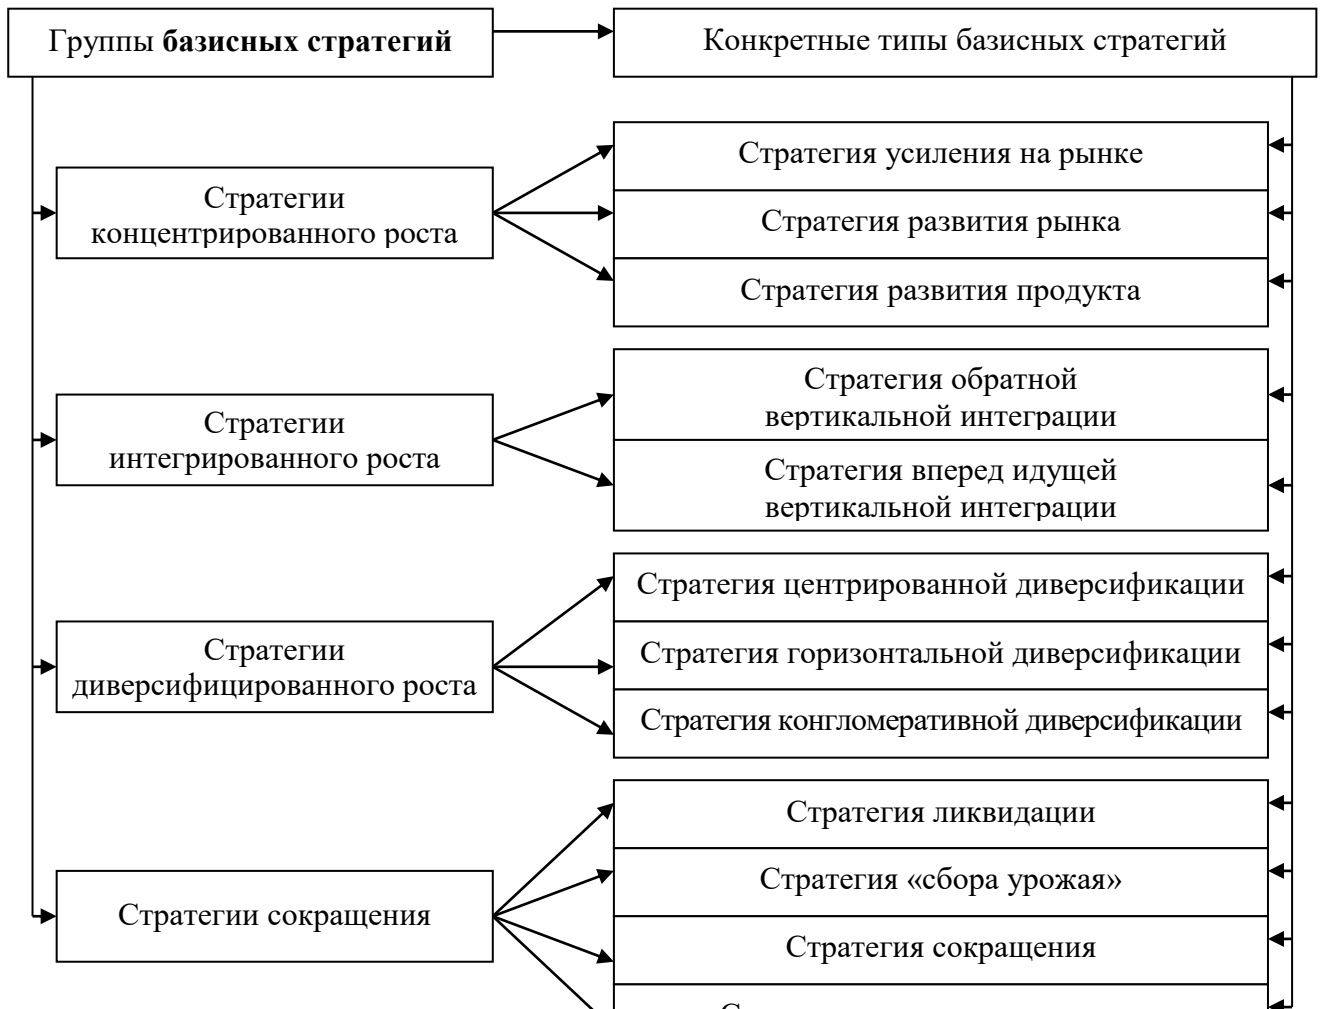 Группы базисных стратегий
Конкретные типы базисных стратегий
Стратегии
концентрированного роста
Стратегия усиления на рынке
Стратегия развития рынка
Стратегия развития продукта
Стратегии
интегрированного роста
Стратегия обратной
вертикальной интеграции
Стратегия вперед идущей
вертикальной интеграции
Стратегии
диверсифицированного роста
Стратегия центрированной диверсификации
Стратегия горизонтальной диверсификации
Стратегия конгломеративной диверсификации
Стратегии сокращения
Стратегия ликвидации
Стратегия «сбора урожая»
Стратегия сокращения